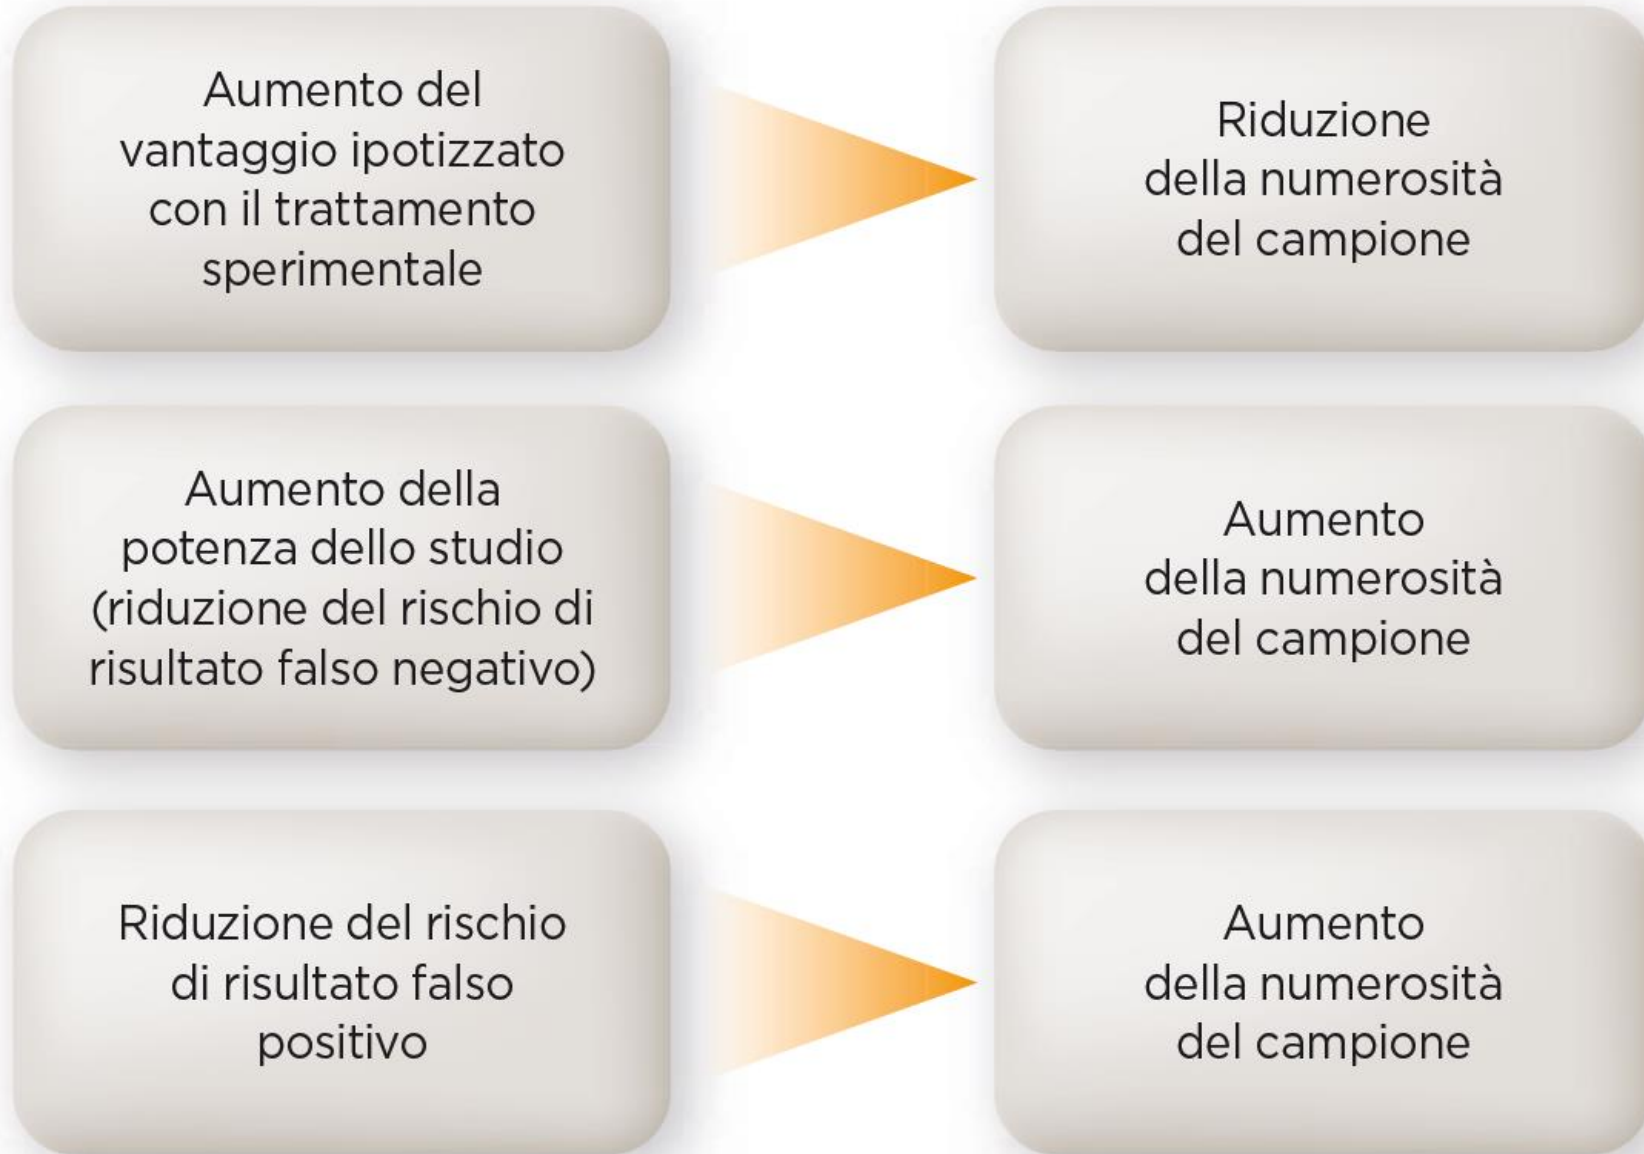 Aumento del
vantaggio ipotizzato
con il trattamento
sperimentale
Riduzione
della numerosità
del campione
Aumento della
potenza dello studio
(riduzione del rischio di
risultato falso negativo)
Aumento
della numerosità
del campione
Riduzione del rischio
di risultato falso
positivo
Aumento
della numerosità
del campione